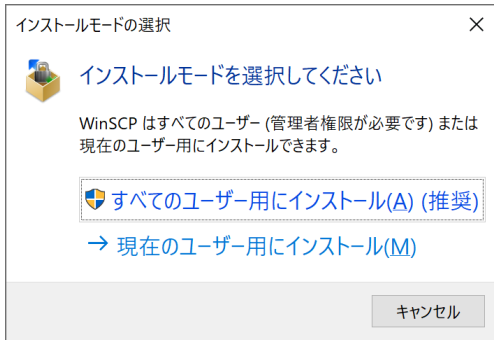 インストールモードの選択
インストールモードを選択してください
WinSCP はすべてのユーザー (管理者権限が必要です) または
現在のユーザー用にインストールできます。
すべてのユーザー用にインストール(A) (推奨)
→ 現在のユーザー用にインストール(M)
キャンセル